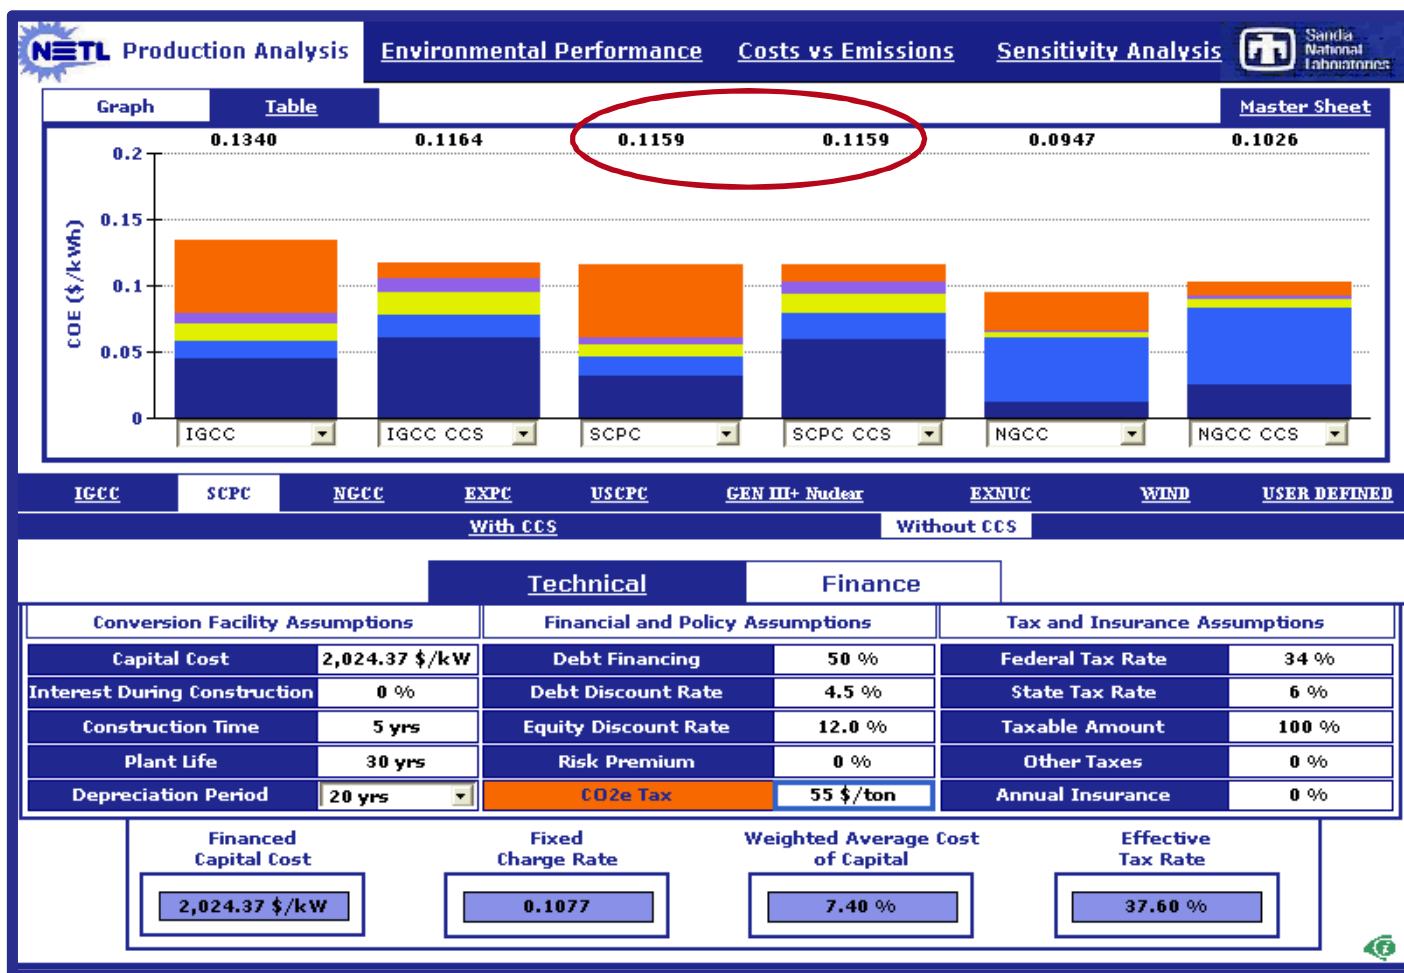 NETL Production Analysis Environmental Performance Costs vs Emissions Sensitivity Analysis Sandia National Laboratories
Graph Table Master Sheet
0.1340 0.1164 0.1159 0.1159 0.0947 0.1026
0.2
0.15
0.1
0.05
0
COE ($/kWh)
IGCC IGCC CCS SCPC SCPC CCS NGCC NGCC CCS
IGCC SCPC NGCC EXPC USCPC GEN III+ Nuclear EXNUC WIND USER DEFINED
With CCS Without CCS
Technical Finance
Conversion Facility Assumptions Financial and Policy Assumptions Tax and Insurance Assumptions
Capital Cost 2,024.37 $/kW Debt Financing 50 % Federal Tax Rate 34 %
Interest During Construction 0 % Debt Discount Rate 4.5 % State Tax Rate 6 %
Construction Time 5 yrs Equity Discount Rate 12.0 % Taxable Amount 100 %
Plant Life 30 yrs Risk Premium 0 % Other Taxes 0 %
Depreciation Period 20 yrs CO2e Tax 55 $/ton Annual Insurance 0 %
Financed Fixed Weighted Average Cost Effective
Capital Cost Charge Rate of Capital Tax Rate
2,024.37 $/kW 0.1077 7.40 % 37.60 %